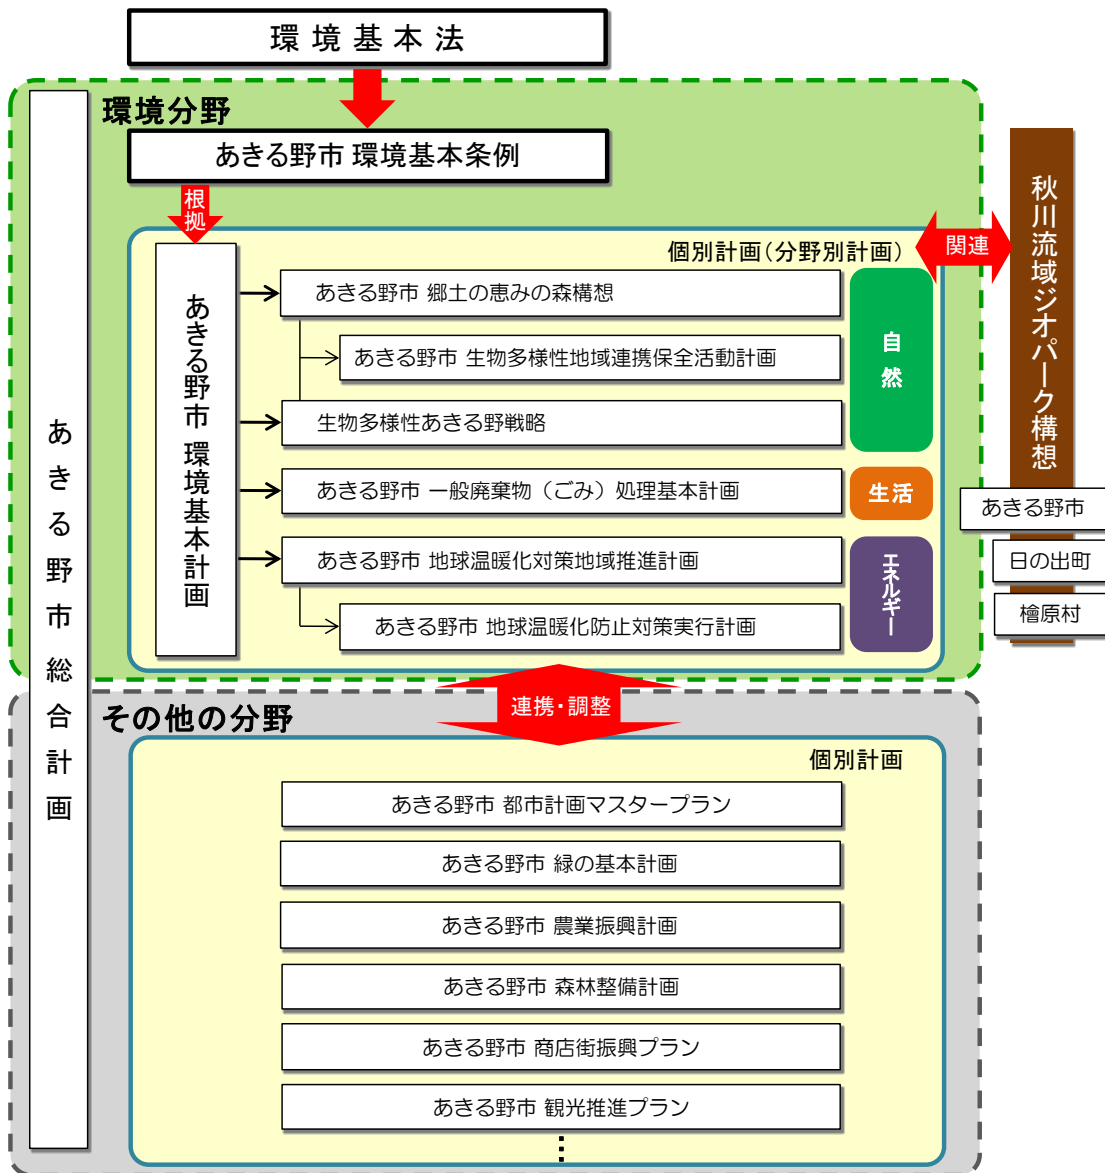 環境基本法
環境分野
あきる野市 環境基本条例
根拠
個別計画(分野別計画)
関連
秋川流域ジオパーク構想
あきる野市 総合計画
あきる野市 環境基本計画
あきる野市 郷土の恵みの森構想
あきる野市 生物多様性地域連携保全活動計画
生物多様性あきる野戦略
自然
あきる野市 一般廃棄物（ごみ）処理基本計画
生活
あきる野市 地球温暖化対策地域推進計画
あきる野市 地球温暖化防止対策実行計画
エネルギー
あきる野市
日の出町
檜原村
連携・調整
その他の分野
個別計画
あきる野市 都市計画マスタープラン
あきる野市 緑の基本計画
あきる野市 農業振興計画
あきる野市 森林整備計画
あきる野市 商店街振興プラン
あきる野市 観光推進プラン
⋮